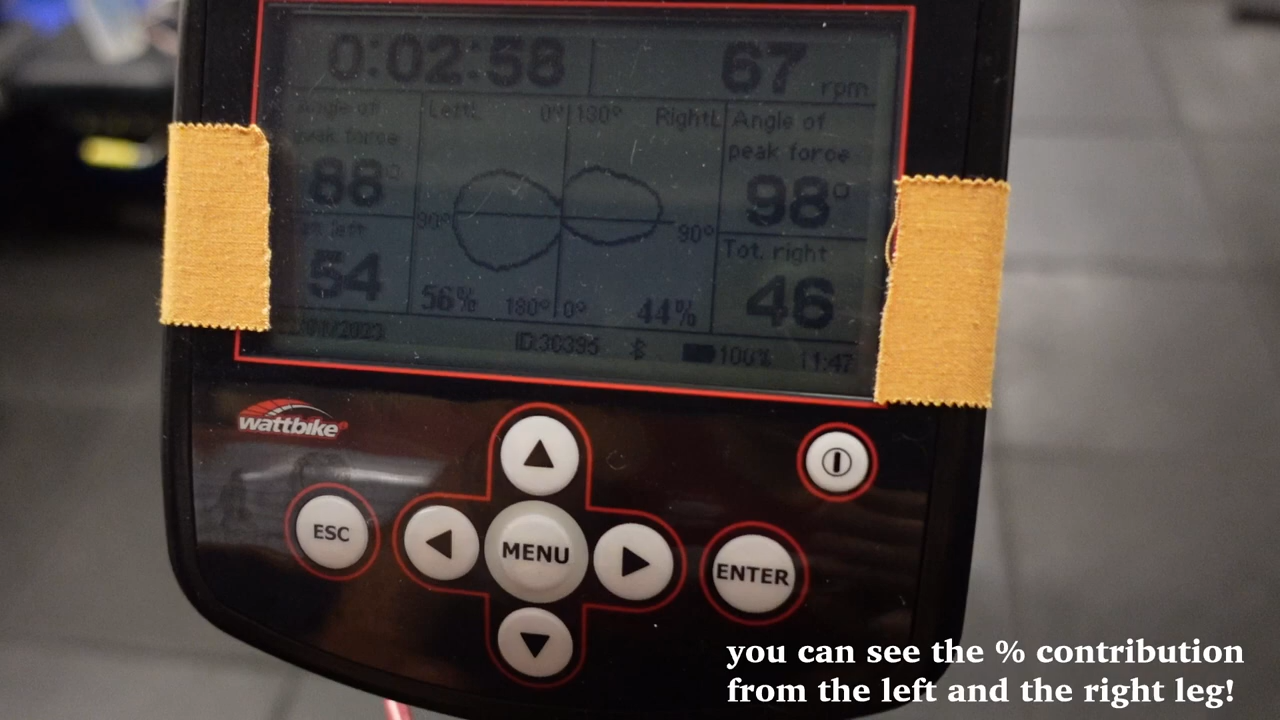 0:02:58
67 rpm
Angle of
peak force
88°
54
Left
0° 180°
Right
90°
90°
56%
180° 0°
44%
Angle of
peak force
98°
Tot. right
46
ID:30395
100%
11:47
wattbike
ESC
MENU
ENTER
you can see the % contribution
from the left and the right leg!